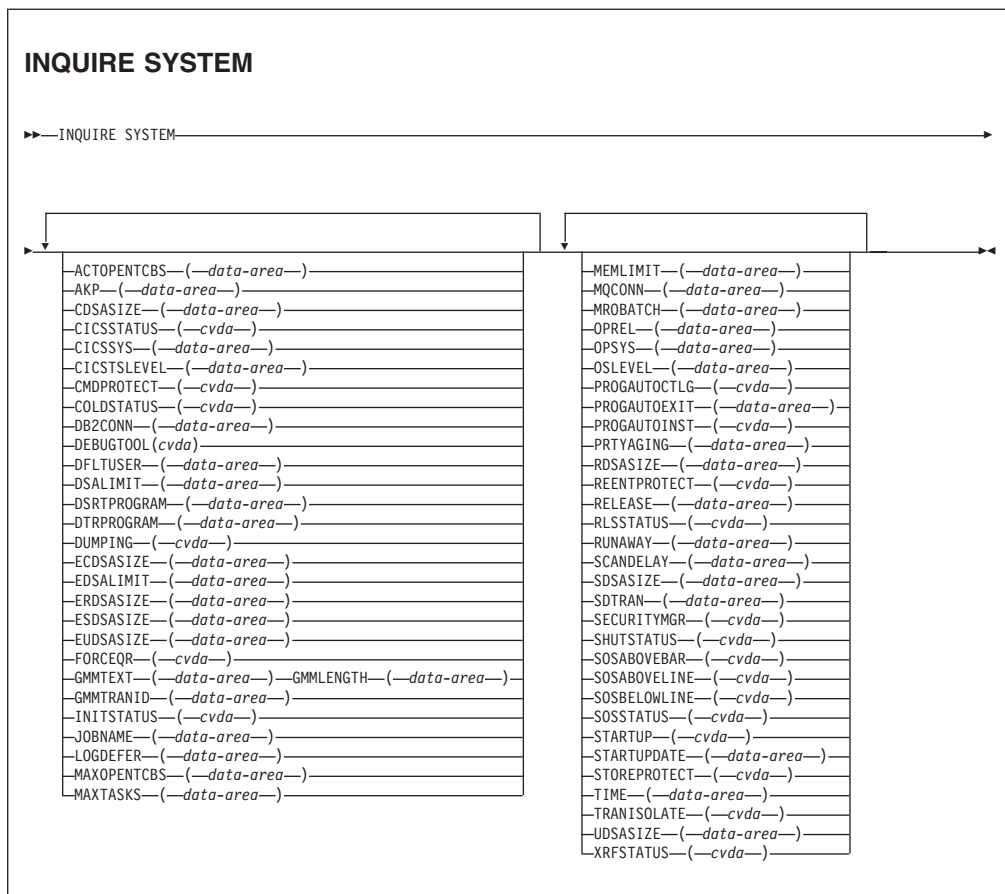 INQUIRE SYSTEM
INQUIRE SYSTEM
ACTOPENTCBS (data-area)
AKP (data-area)
CDSASIZE (data-area)
CICSSTATUS (cvda)
CICSSYS (data-area)
CICSTSLEVEL (data-area)
CMDPROTECT (cvda)
COLDSTATUS (cvda)
DB2CONN (data-area)
DEBUGTOOL(cvda)
DFLTUSER (data-area)
DSALIMIT (data-area)
DSRTPROGRAM (data-area)
DTRPROGRAM (data-area)
DUMPING (cvda)
ECDSASIZE (data-area)
EDSALIMIT (data-area)
ERDSASIZE (data-area)
ESDSASIZE (data-area)
EUDSASIZE (data-area)
FORCEQR (cvda)
GMMTEXT (data-area) GMMLENGTH (data-area)
GMMTRANID (data-area)
INITSTATUS (cvda)
JOBNAME (data-area)
LOGDEFER (data-area)
MAXOPENTCBS (data-area)
MAXTASKS (data-area)
MEMLIMIT (data-area)
MQCONN (data-area)
MROBATCH (data-area)
OPREL (data-area)
OPSYS (data-area)
OSLEVEL (data-area)
PROGAUTOCTLG (cvda)
PROGAUTOEXIT (data-area)
PROGAUTOINST (cvda)
PRTYAGING (data-area)
RDSASIZE (data-area)
REENTPROTECT (cvda)
RELEASE (data-area)
RLSSTATUS (cvda)
RUNAWAY (data-area)
SCANDELAY (data-area)
SDSASIZE (data-area)
SDTRAN (data-area)
SECURITYMGR (cvda)
SHUTSTATUS (cvda)
SOSABOVEBAR (cvda)
SOSABOVELINE (cvda)
SOSBELOWLINE (cvda)
SOSSTATUS (cvda)
STARTUP (cvda)
STARTUPDATE (data-area)
STOREPROTECT (cvda)
TIME (data-area)
TRANISOLATE (cvda)
UDSASIZE (data-area)
XRFSTATUS (cvda)